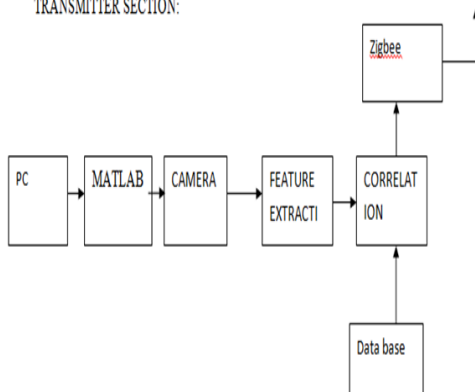 TRANSMITTER SECTION:
Zigbee
PC
MATLAB
CAMERA
FEATURE
EXTRACTI
CORRELAT
ION
Data base